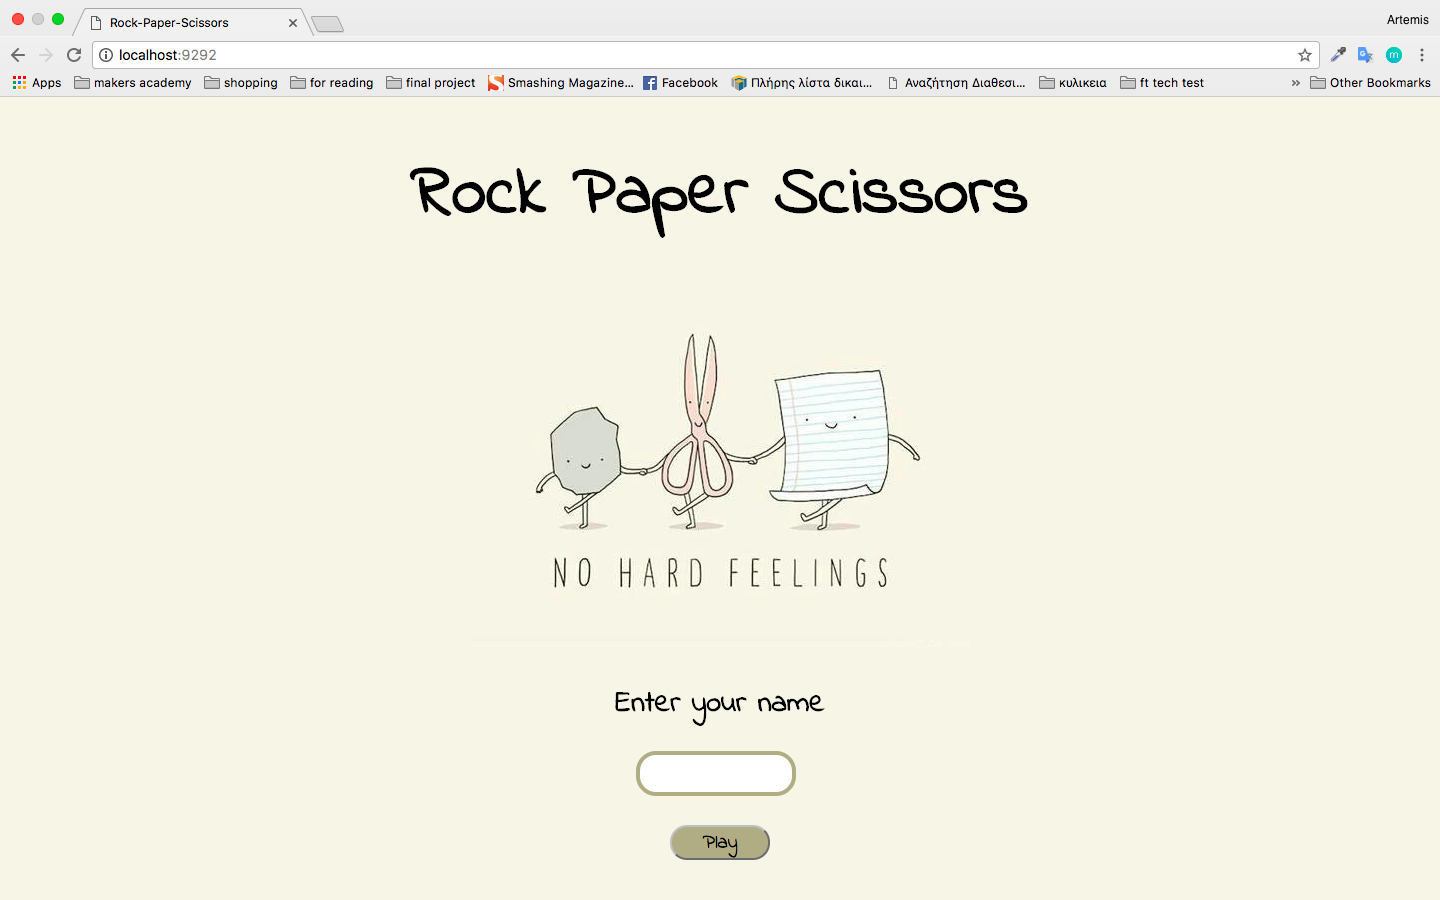 Rock-Paper-Scissors
Artemis
localhost:9292
m
Apps makers academy shopping for reading final project Smashing Magazine... Facebook Πλήρης λίστα δικαι... Αναζήτηση Διαθεσι... κυλικεια ft tech test » Other Bookmarks
Rock Paper Scissors
NO HARD FEELINGS
Enter your name
Play